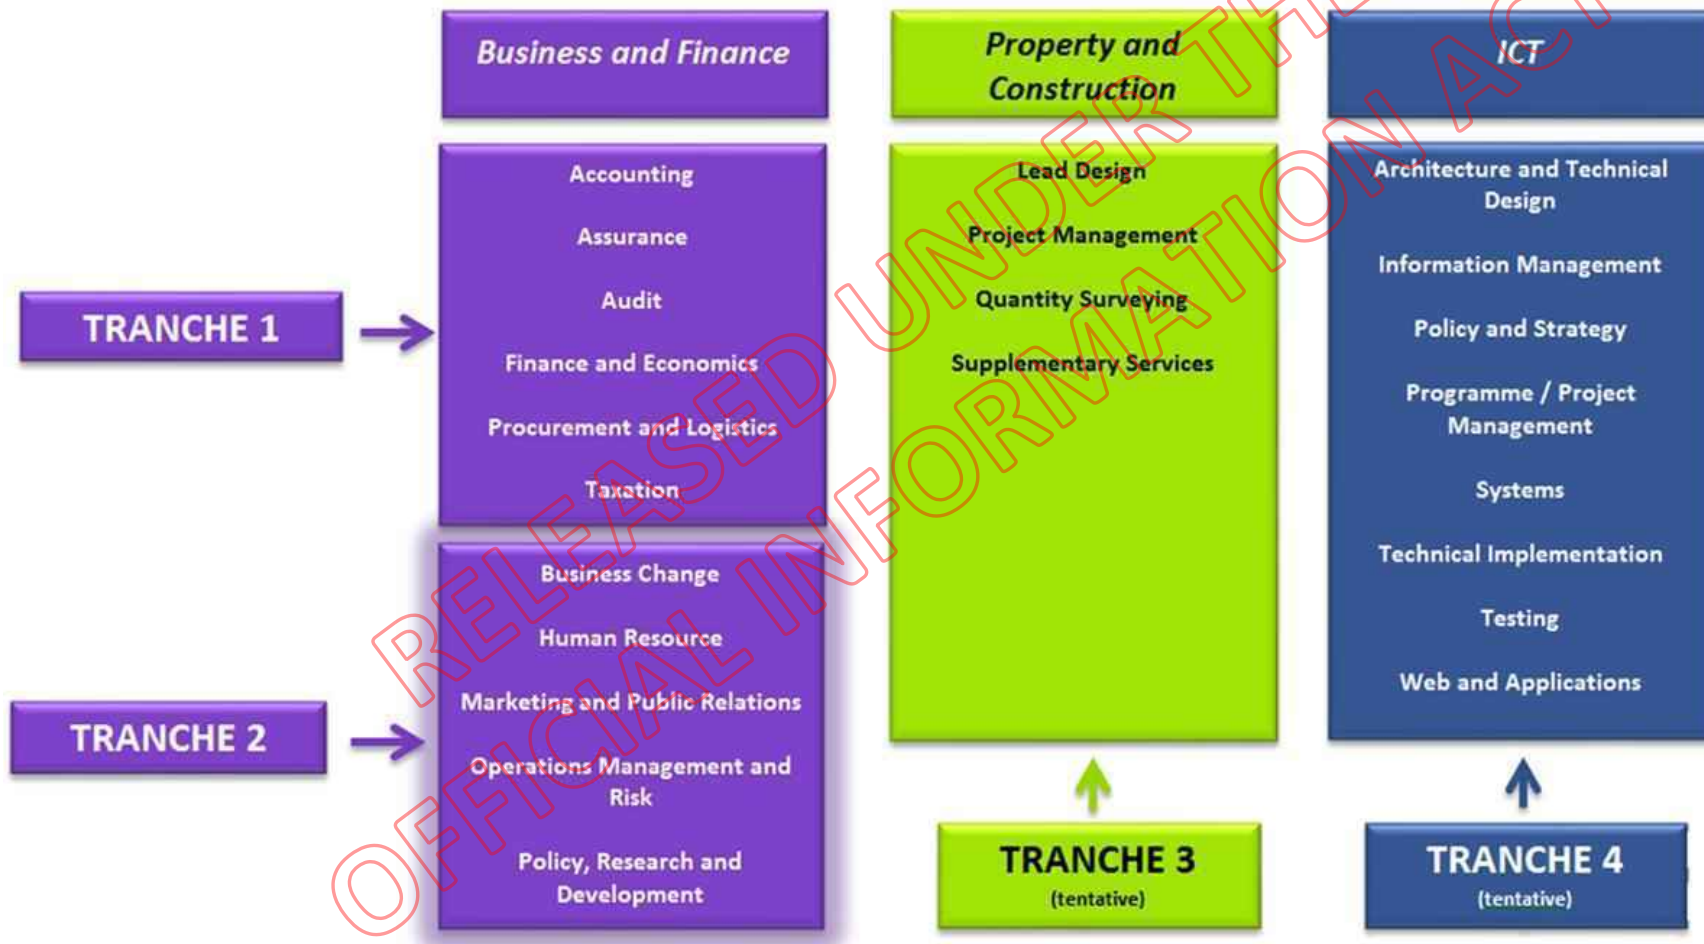 Business and Finance
Property and
Construction
ICT
TRANCHE 1
Accounting
Assurance
Audit
Finance and Economics
Procurement and Logistics
Taxation
TRANCHE 2
Business Change
Human Resource
Marketing and Public Relations
Operations Management and
Risk
Policy, Research and
Development
Lead Design
Project Management
Quantity Surveying
Supplementary Services
TRANCHE 3
(tentative)
Architecture and Technical
Design
Information Management
Policy and Strategy
Programme / Project
Management
Systems
Technical Implementation
Testing
Web and Applications
TRANCHE 4
(tentative)
RELEASED UNDER THE
OFFICIAL INFORMATION ACT